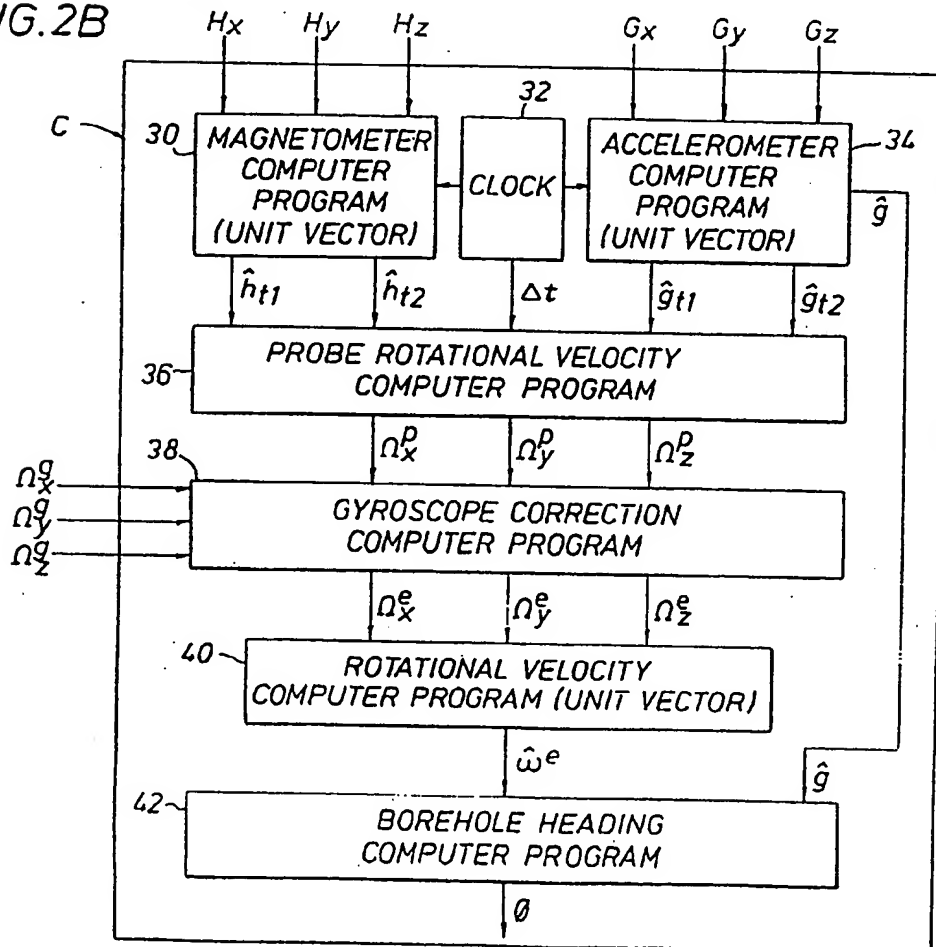 FIG.2B
Hx Hy Hz Gx Gy Gz
C
32
30
MAGNETOMETER
COMPUTER
PROGRAM
(UNIT VECTOR)
CLOCK
ACCELEROMETER
COMPUTER
PROGRAM
(UNIT VECTOR)
34
ĝ
ĥt1 ĥt2 Δt ĝt1 ĝt2
36
PROBE ROTATIONAL VELOCITY
COMPUTER PROGRAM
Ωxᵖ Ωyᵖ Ωzᵖ
38
Ωxᵍ
Ωyᵍ
Ωzᵍ
GYROSCOPE CORRECTION
COMPUTER PROGRAM
Ωxᵉ Ωyᵉ Ωzᵉ
40
ROTATIONAL VELOCITY
COMPUTER PROGRAM (UNIT VECTOR)
ω̂ᵉ
ĝ
42
BOREHOLE HEADING
COMPUTER PROGRAM
Ø